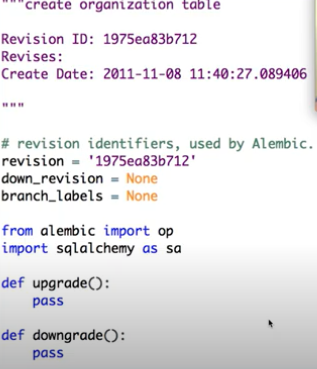 """create organization table
Revision ID: 1975ea83b712
Revises:
Create Date: 2011-11-08 11:40:27.089406
"""
# revision identifiers, used by Alembic.
revision = '1975ea83b712'
down_revision = None
branch_labels = None
from alembic import op
import sqlalchemy as sa
def upgrade():
    pass
def downgrade():
    pass